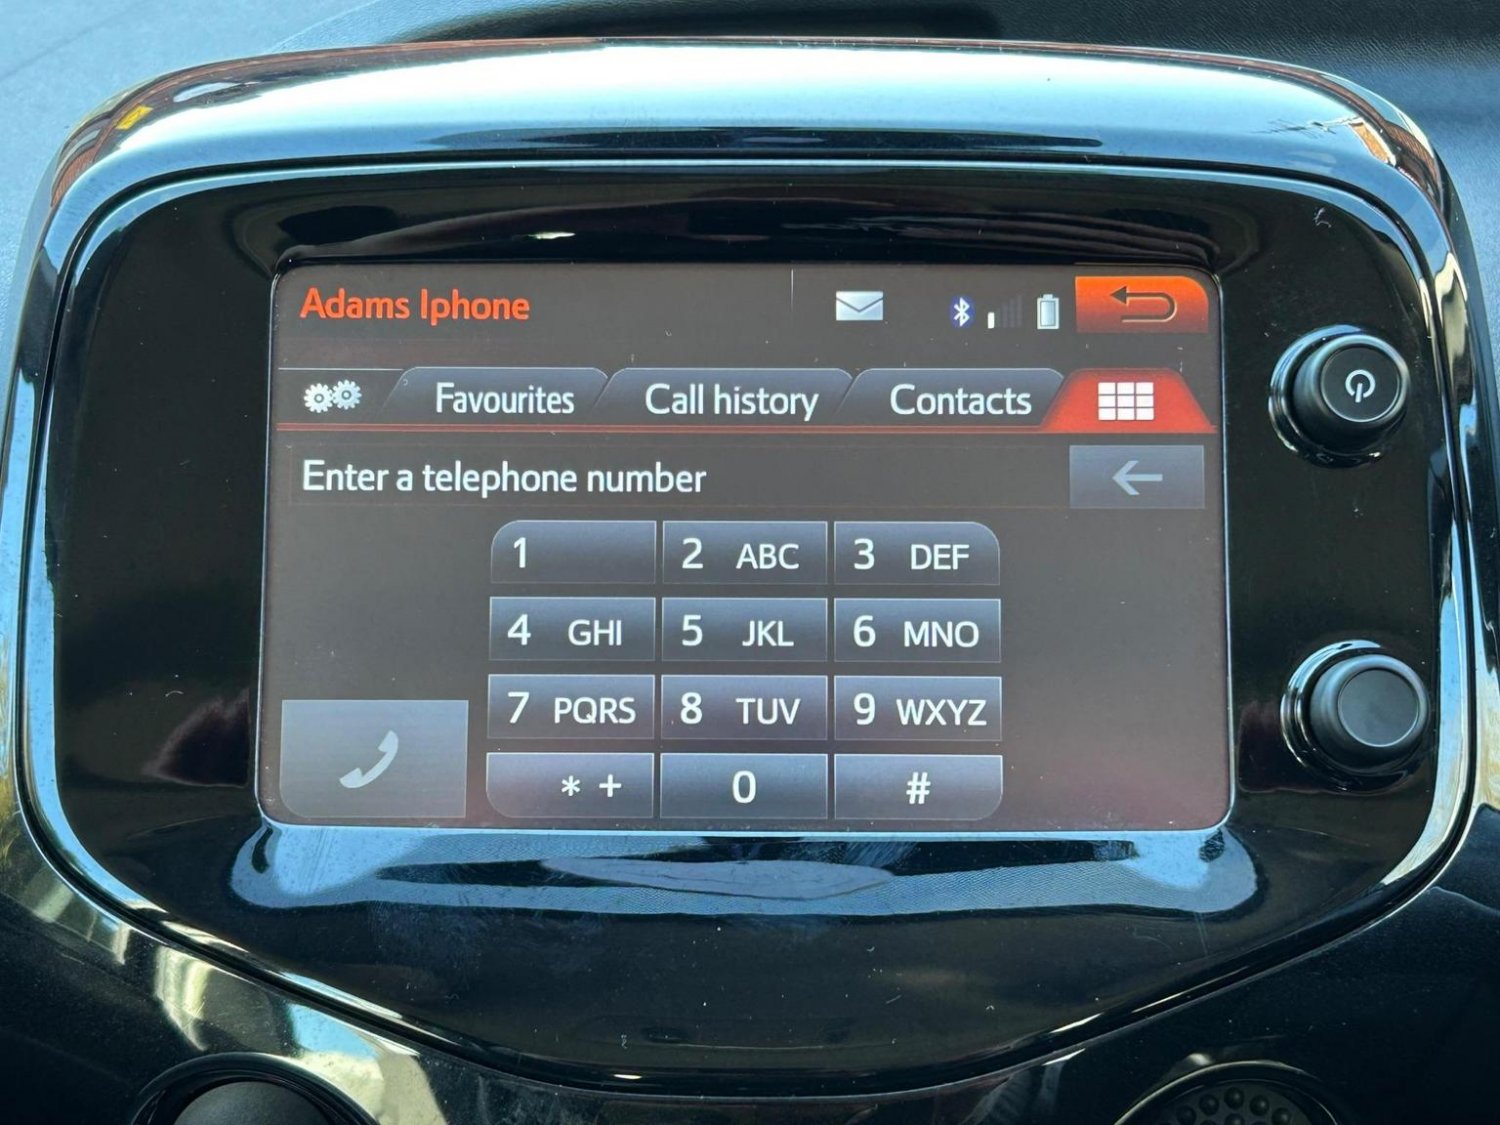 Adams Iphone
Favourites Call history Contacts
Enter a telephone number
1 2 ABC 3 DEF
4 GHI 5 JKL 6 MNO
7 PQRS 8 TUV 9 WXYZ
* + 0 #